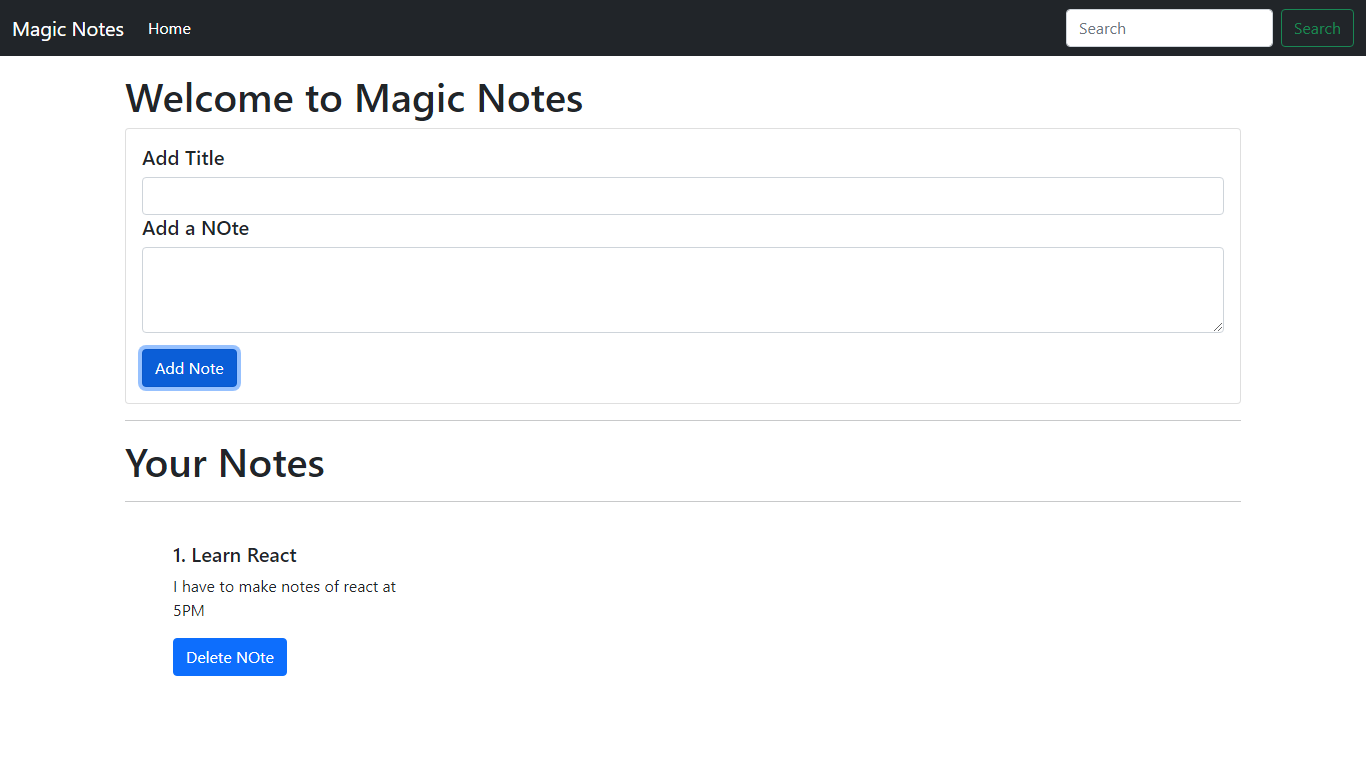 Magic Notes Home Search Search
Welcome to Magic Notes
Add Title
Add a NOte
Add Note
Your Notes
1. Learn React
I have to make notes of react at
5PM
Delete NOte